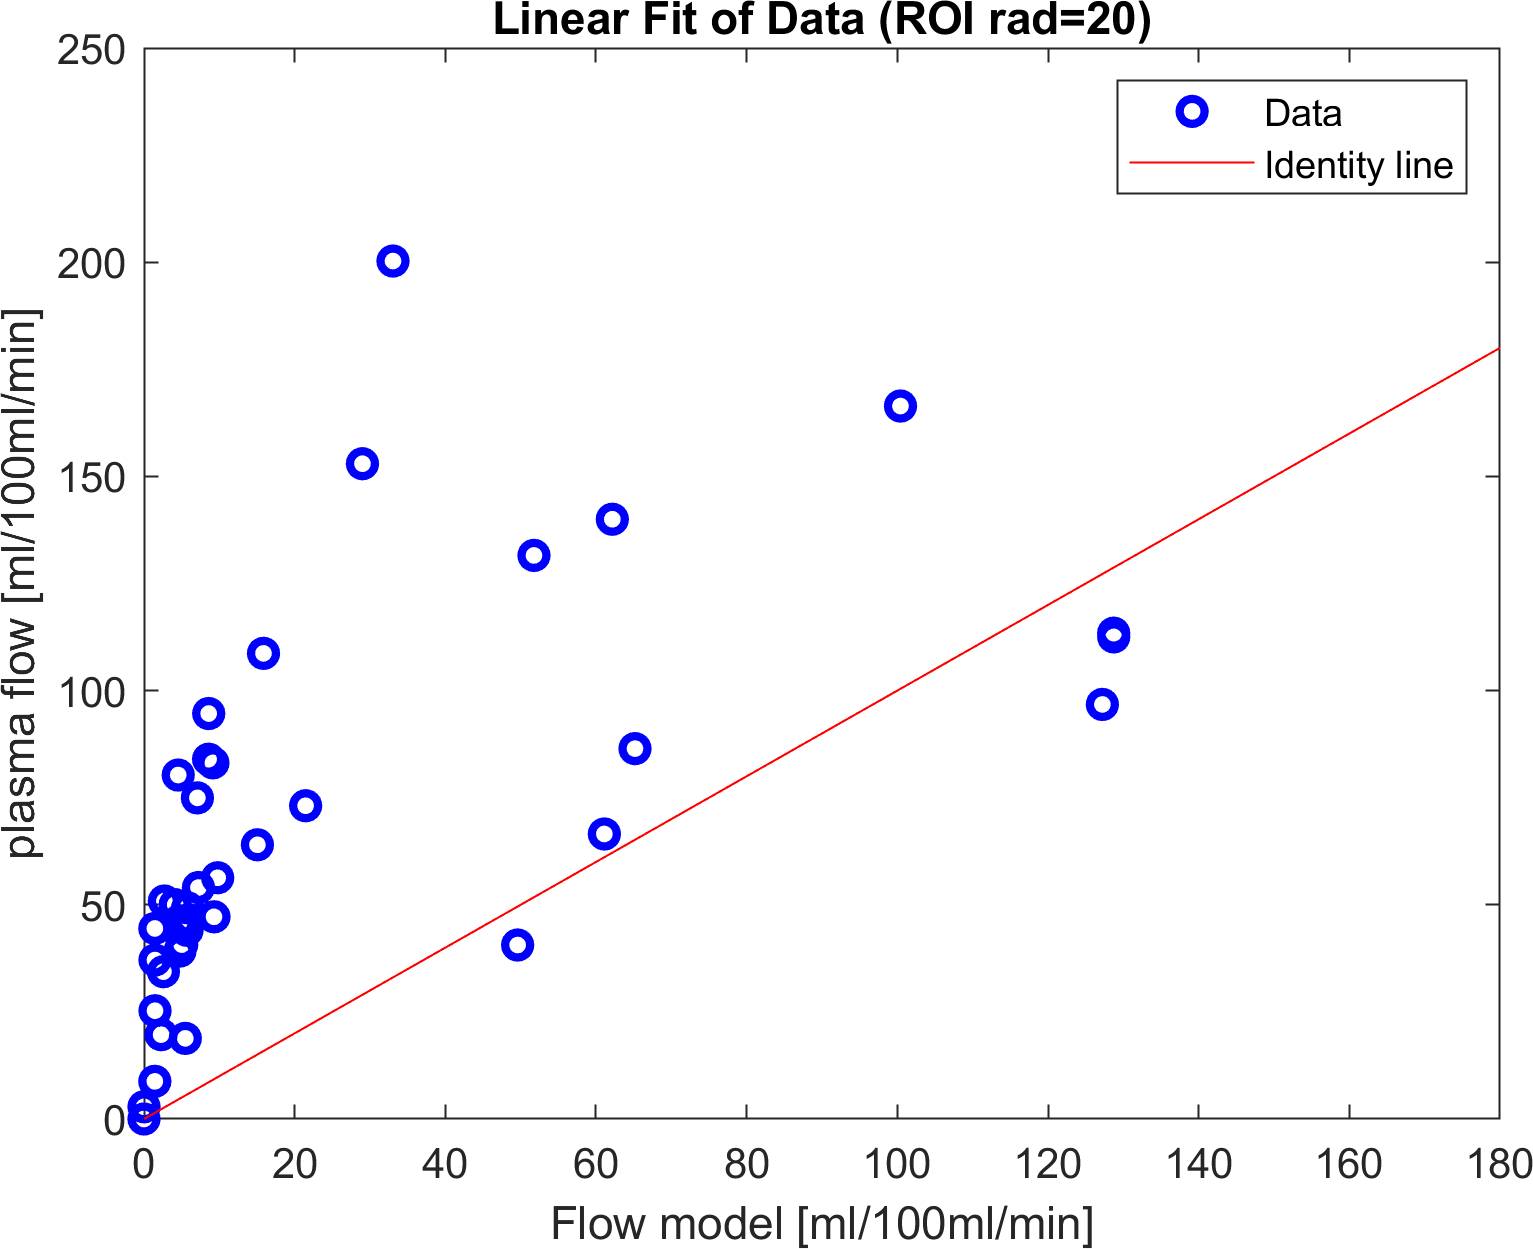 Linear Fit of Data (ROI rad=20)
250
200
150
100
50
0
plasma flow [ml/100ml/min]
Data
Identity line
0 20 40 60 80 100 120 140 160 180
Flow model [ml/100ml/min]